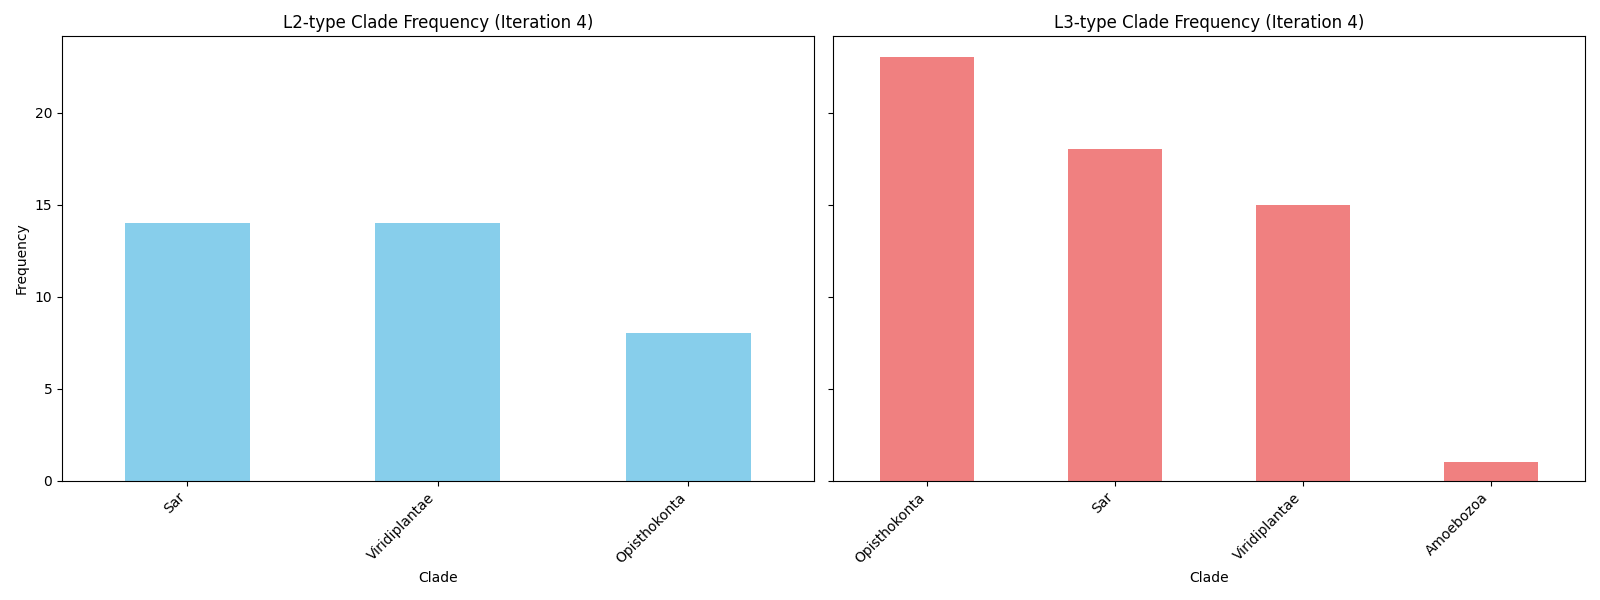 L2-type Clade Frequency (Iteration 4)
Frequency
20
15
10
5
0
Sar
Viridiplantae
Opisthokonta
Clade
L3-type Clade Frequency (Iteration 4)
Opisthokonta
Sar
Viridiplantae
Amoebozoa
Clade